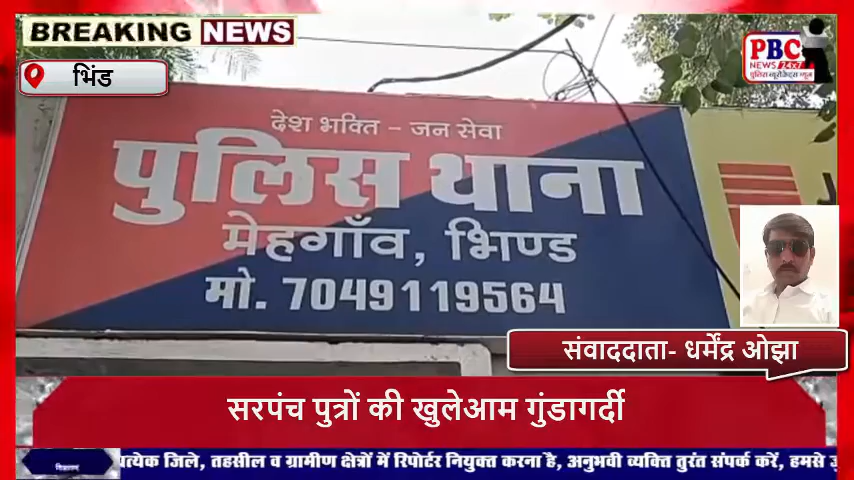 BREAKING NEWS
भिंड
PBC
NEWS 24x7
पुलिस ब्यूरोक्रेट्स न्यूज
देश भक्ति - जन सेवा
पुलिस थाना
मेहगाँव, भिण्ड
मो. 7049119564
संवाददाता- धर्मेंद्र ओझा
सरपंच पुत्रों की खुलेआम गुंडागर्दी
प्रत्येक जिले, तहसील व ग्रामीण क्षेत्रों में रिपोर्टर नियुक्त करना है, अनुभवी व्यक्ति तुरंत संपर्क करें, हमसे